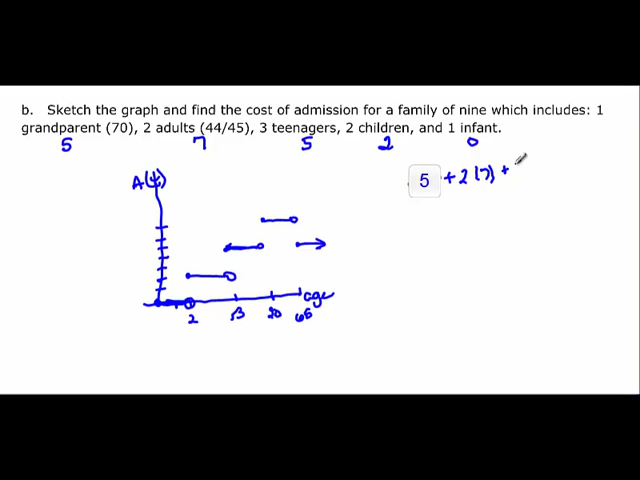 b. Sketch the graph and find the cost of admission for a family of nine which includes: 1
grandparent (70), 2 adults (44/45), 3 teenagers, 2 children, and 1 infant.
5 7 5 2 0
5 + 2(7) +
A(x)
age
2 13 20 65